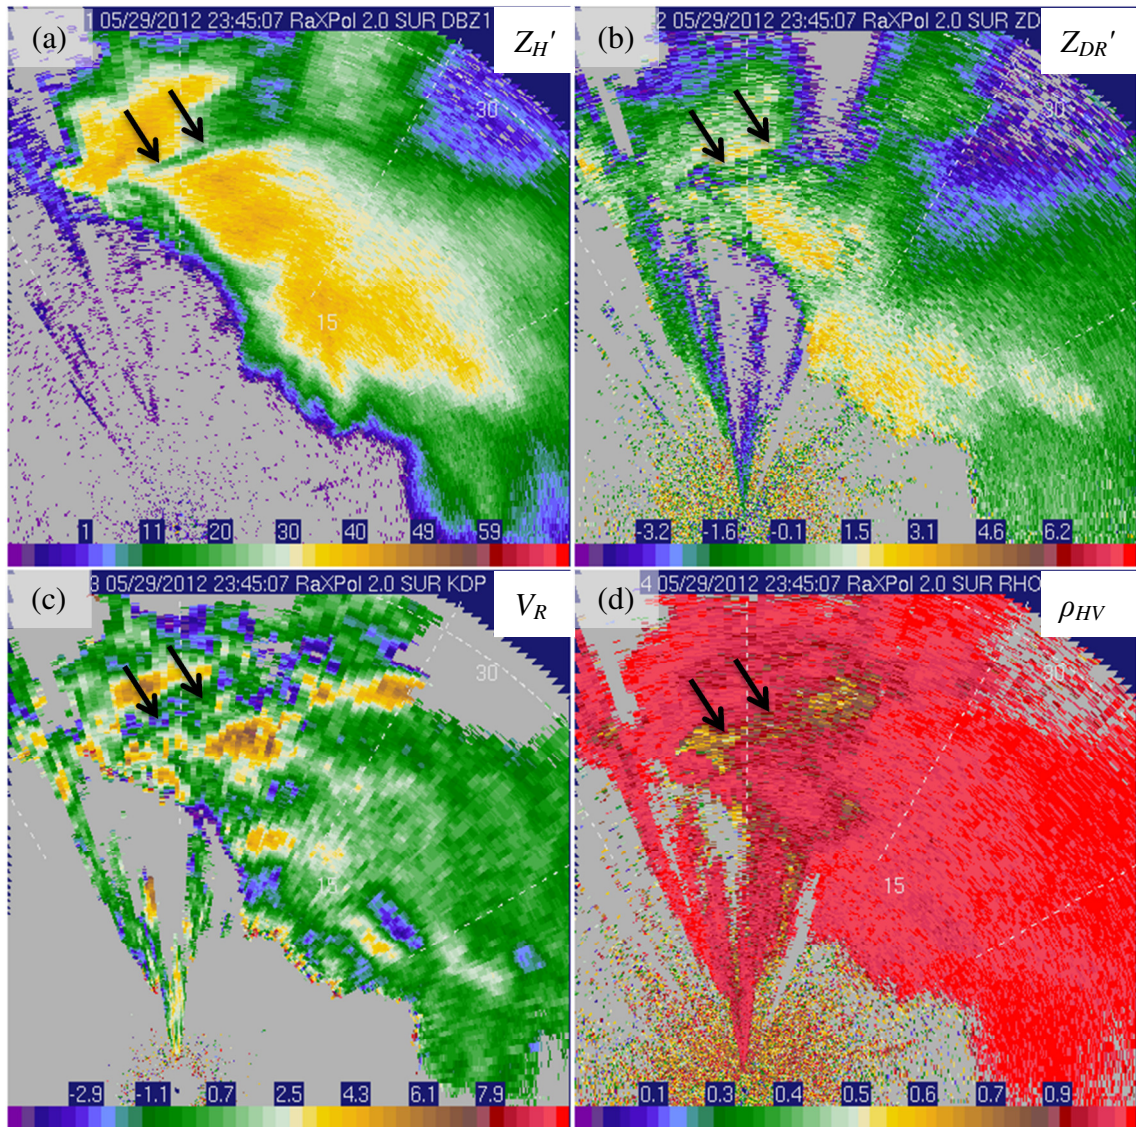 (a) 1 05/29/2012 23:45:07 RaXPol 2.0 SUR DBZ1 Z_H'
30
15
1 11 20 30 40 49 59
(b) 2 05/29/2012 23:45:07 RaXPol 2.0 SUR ZD Z_DR'
30
15
-3.2 -1.6 -0.1 1.5 3.1 4.6 6.2
(c) 3 05/29/2012 23:45:07 RaXPol 2.0 SUR KDP V_R
30
15
-2.9 -1.1 0.7 2.5 4.3 6.1 7.9
(d) 4 05/29/2012 23:45:07 RaXPol 2.0 SUR RHO ρ_HV
30
15
0.1 0.3 0.4 0.5 0.6 0.7 0.8 0.9